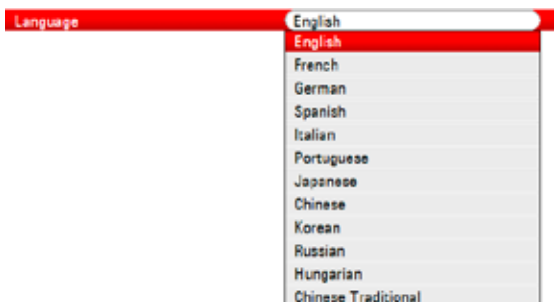 Language English
English
French
German
Spanish
Italian
Portuguese
Japanese
Chinese
Korean
Russian
Hungarian
Chinese Traditional